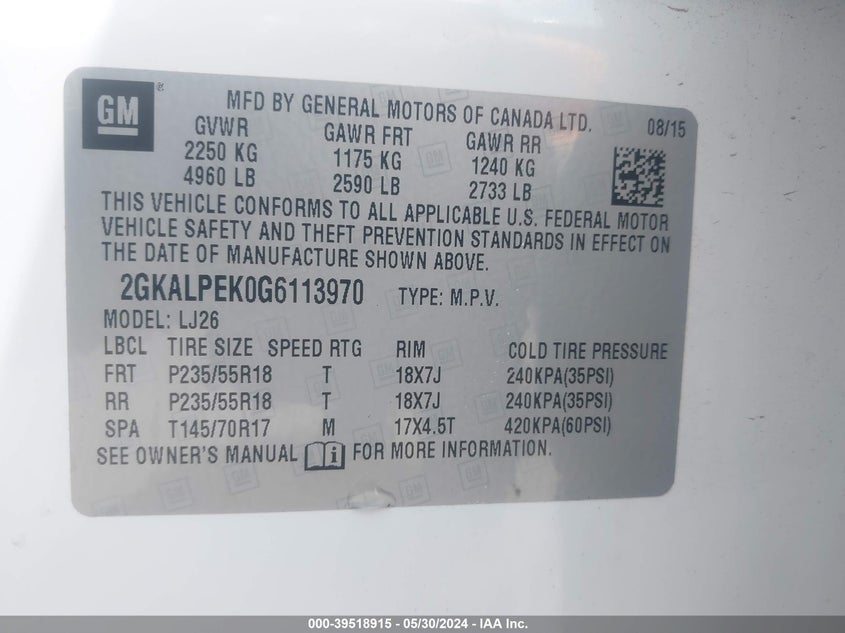 GM ®
MFD BY GENERAL MOTORS OF CANADA LTD. 08/15
GVWR GAWR FRT GAWR RR
2250 KG 1175 KG 1240 KG
4960 LB 2590 LB 2733 LB
THIS VEHICLE CONFORMS TO ALL APPLICABLE U.S. FEDERAL MOTOR
VEHICLE SAFETY AND THEFT PREVENTION STANDARDS IN EFFECT ON
THE DATE OF MANUFACTURE SHOWN ABOVE.
2GKALPEK0G6113970 TYPE: M.P.V.
MODEL: LJ26
LBCL TIRE SIZE SPEED RTG RIM COLD TIRE PRESSURE
FRT P235/55R18 T 18X7J 240KPA(35PSI)
RR P235/55R18 T 18X7J 240KPA(35PSI)
SPA T145/70R17 M 17X4.5T 420KPA(60PSI)
SEE OWNER'S MANUAL FOR MORE INFORMATION.
000-39518915 - 05/30/2024 - IAA Inc.